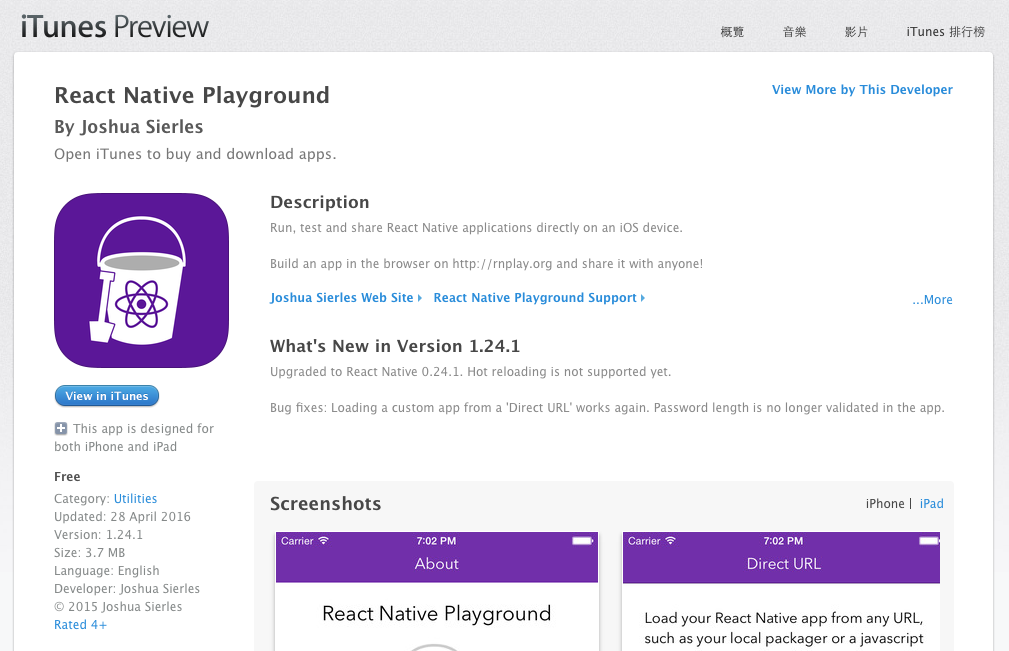 iTunes Preview
概覽 音樂 影片 iTunes 排行榜
React Native Playground
View More by This Developer
By Joshua Sierles
Open iTunes to buy and download apps.
Description
Run, test and share React Native applications directly on an iOS device.
Build an app in the browser on http://rnplay.org and share it with anyone!
Joshua Sierles Web Site React Native Playground Support ...More
What's New in Version 1.24.1
Upgraded to React Native 0.24.1. Hot reloading is not supported yet.
Bug fixes: Loading a custom app from a 'Direct URL' works again. Password length is no longer validated in the app.
View in iTunes
This app is designed for
both iPhone and iPad
Free
Category: Utilities
Updated: 28 April 2016
Version: 1.24.1
Size: 3.7 MB
Language: English
Developer: Joshua Sierles
© 2015 Joshua Sierles
Rated 4+
Screenshots
iPhone | iPad
Carrier 7:02 PM
About
React Native Playground
Carrier 7:02 PM
Direct URL
Load your React Native app from any URL,
such as your local packager or a javascript